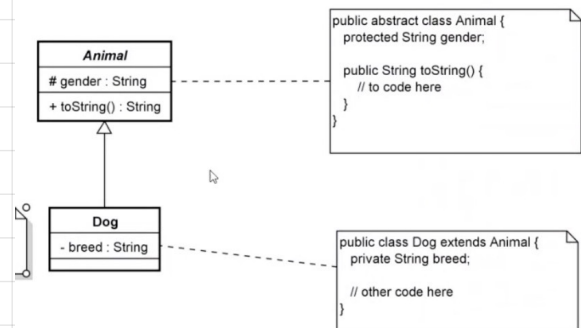 Animal
# gender : String
+ toString() : String
public abstract class Animal {
protected String gender;
public String toString() {
// to code here
}
}
Dog
- breed : String
public class Dog extends Animal {
private String breed;
// other code here
}